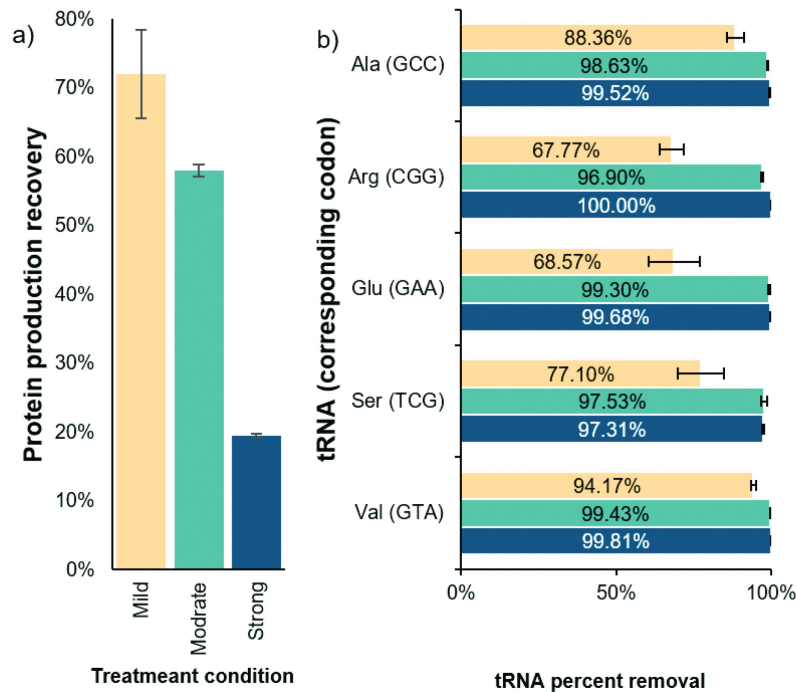 a)
Protein production recovery
80%
70%
60%
50%
40%
30%
20%
10%
0%
Mild
Modrate
Strong
Treatmeant condition
b)
tRNA (corresponding codon)
Ala (GCC)
88.36%
98.63%
99.52%
Arg (CGG)
67.77%
96.90%
100.00%
Glu (GAA)
68.57%
99.30%
99.68%
Ser (TCG)
77.10%
97.53%
97.31%
Val (GTA)
94.17%
99.43%
99.81%
0%
50%
100%
tRNA percent removal